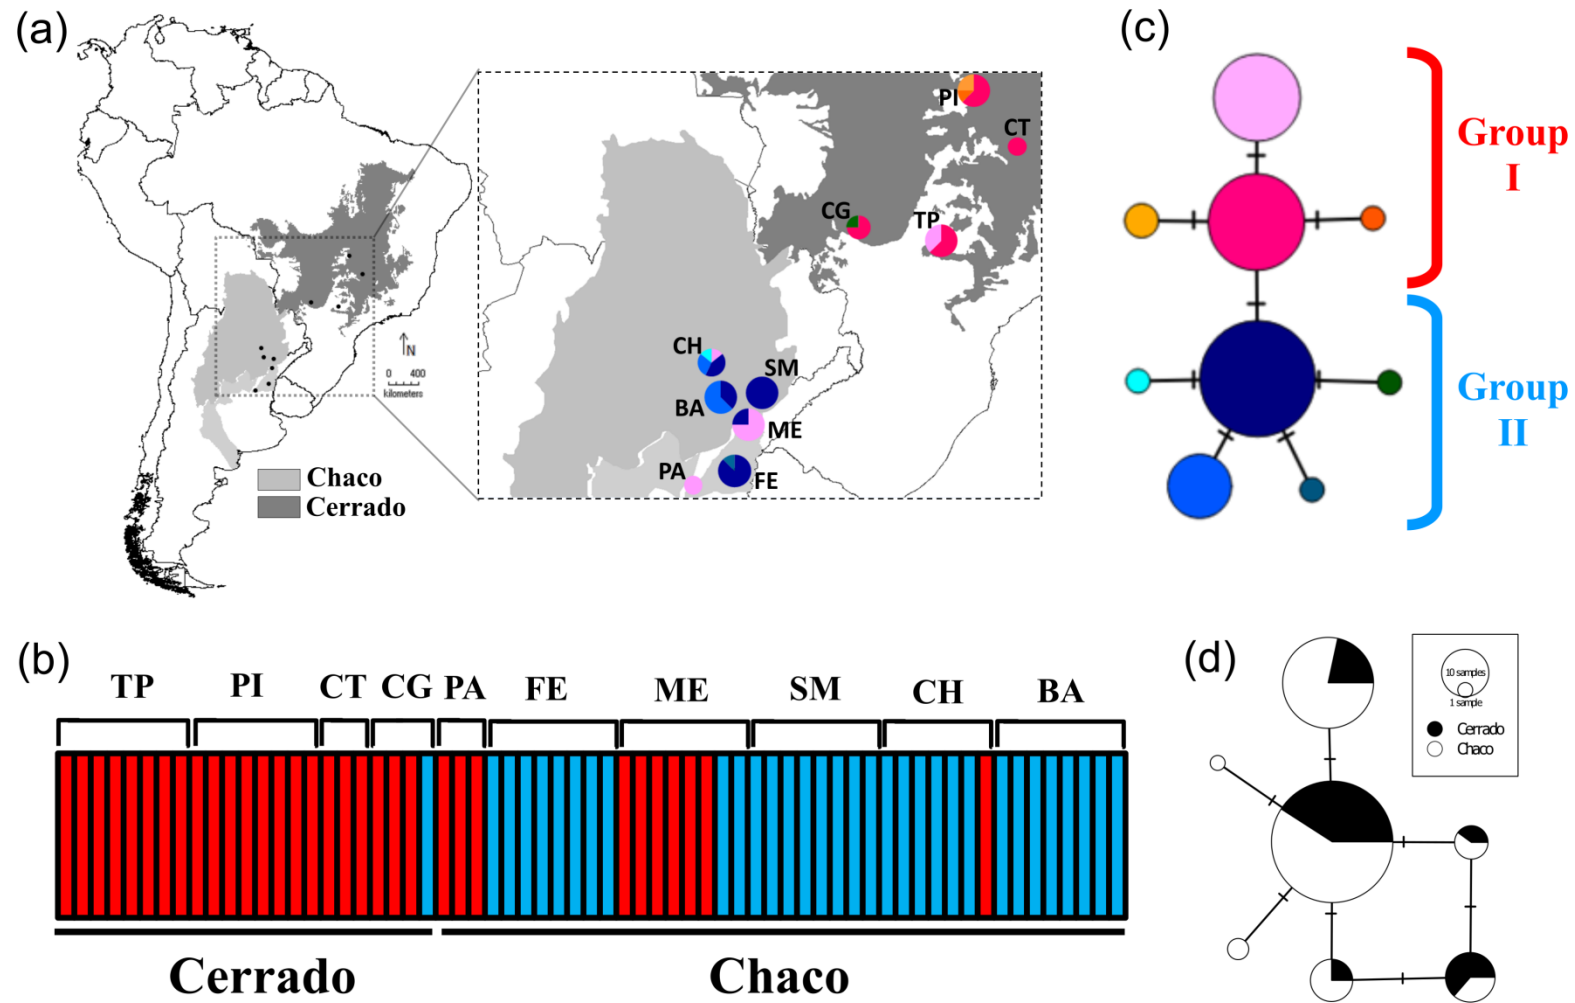 (a)
N
0 400
kilometers
Chaco
Cerrado
PI
CT
CG
TP
CH
SM
BA
ME
PA
FE
(c)
Group
I
Group
II
(b)
TP PI CT CG PA FE ME SM CH BA
Cerrado Chaco
(d)
10 samples
1 sample
Cerrado
Chaco